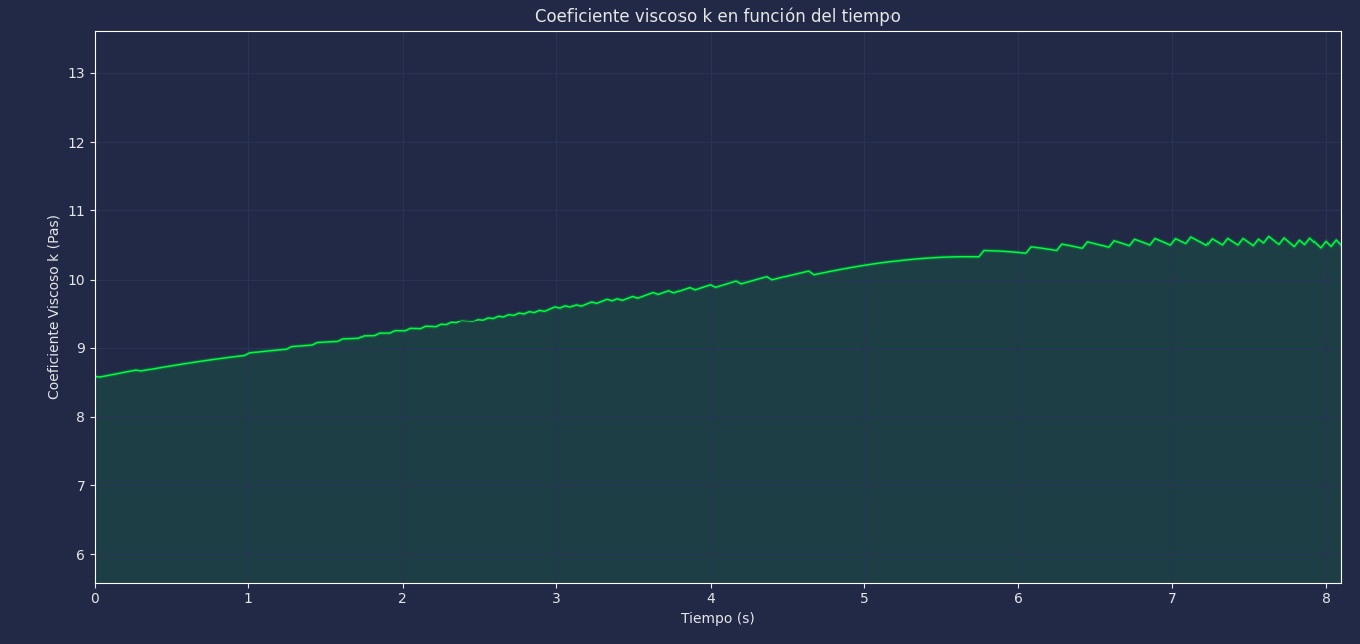 Coeficiente viscoso k en función del tiempo
Coeficiente Viscoso k (Pas)
13
12
11
10
9
8
7
6
0 1 2 3 4 5 6 7 8
Tiempo (s)